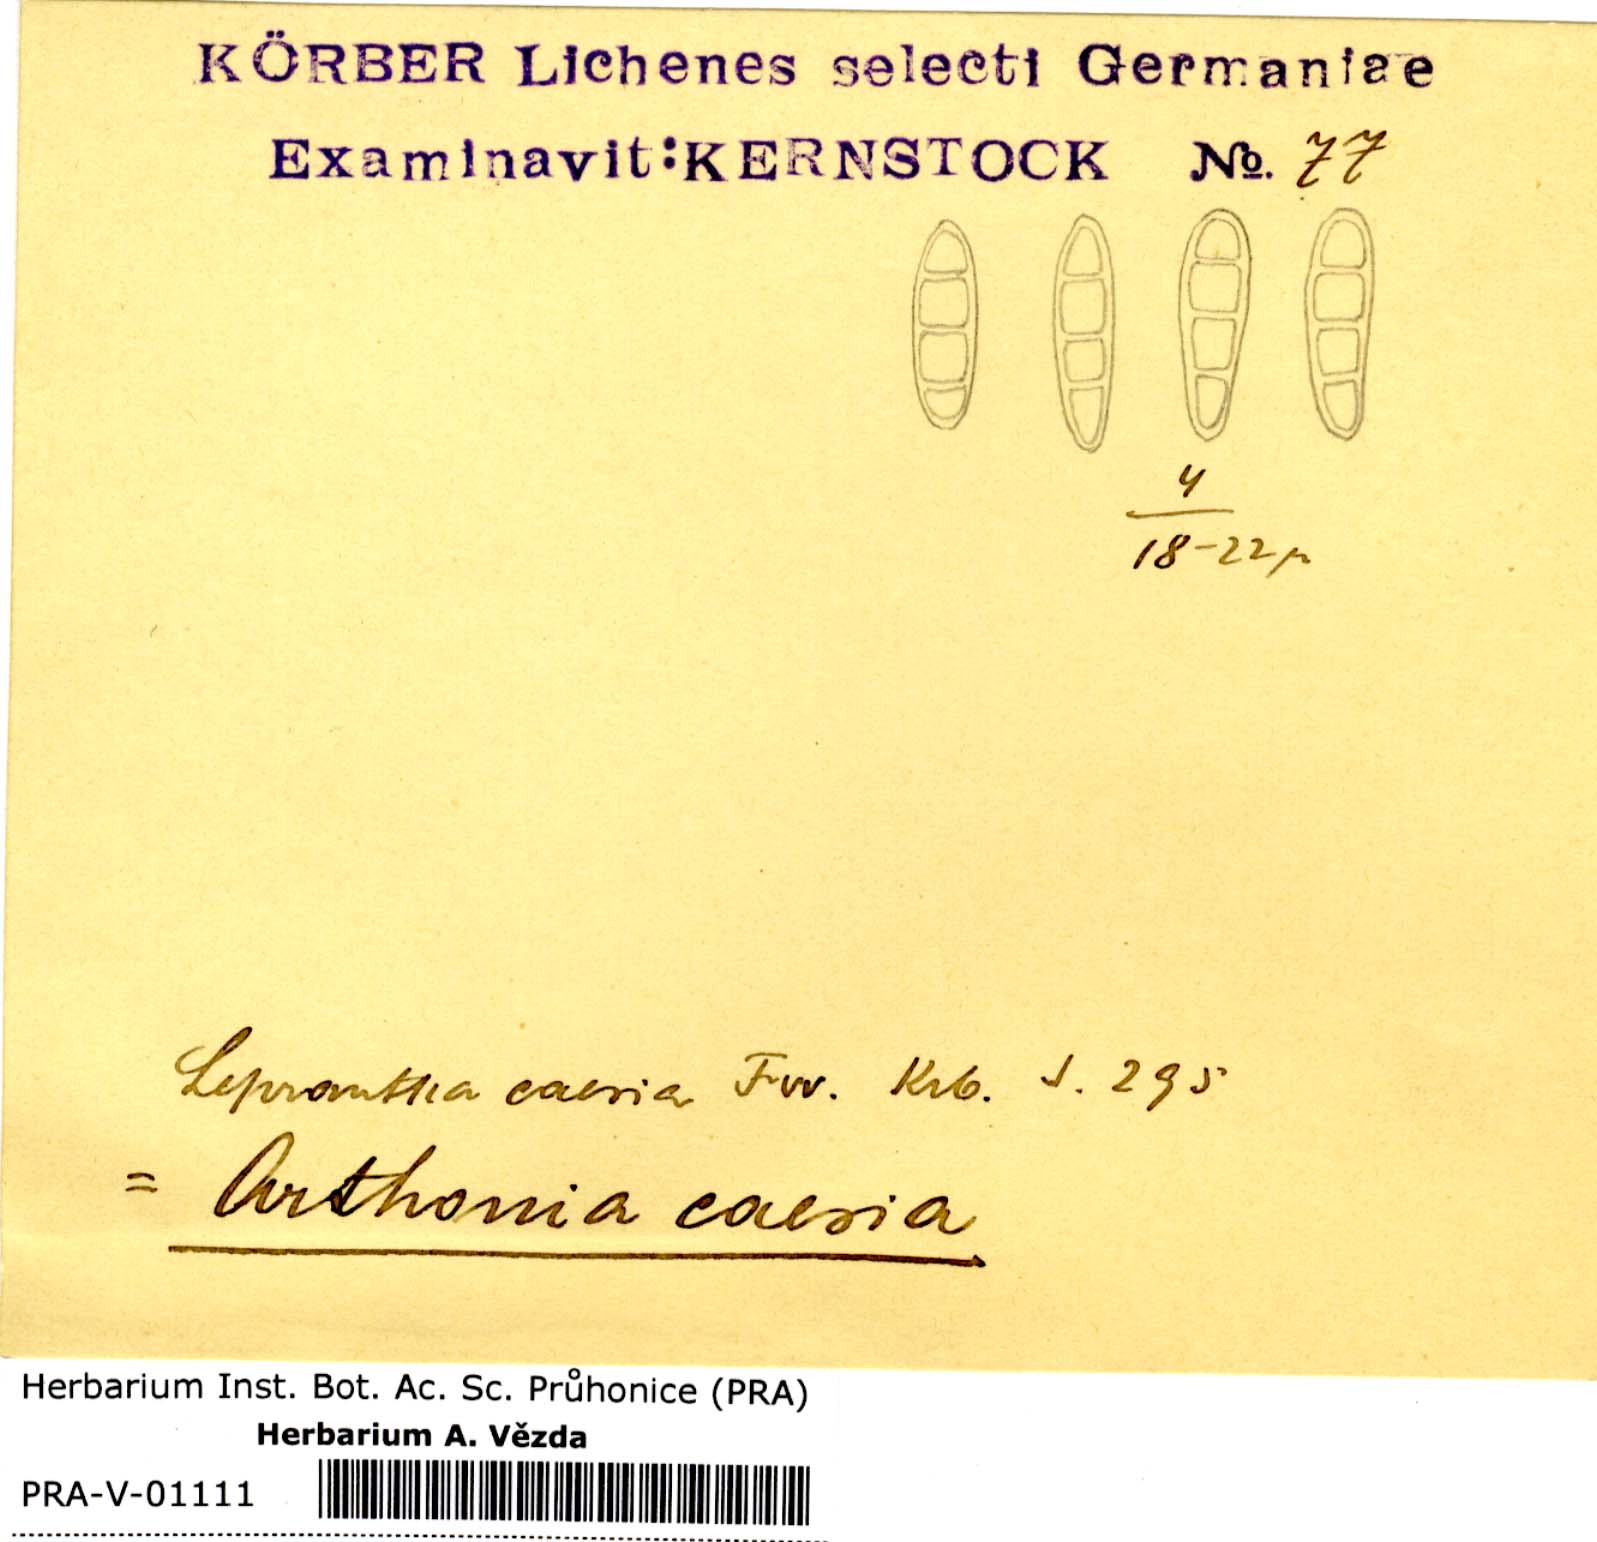 KÖRBER Lichenes selecti Germaniae
Examinavit: KERNSTOCK No. 77
4
18-22µ
Leprantha caesia Fw. Krb. S. 295
= Arthonia caesia
Herbarium Inst. Bot. Ac. Sc. Průhonice (PRA)
Herbarium A. Vězda
PRA-V-01111